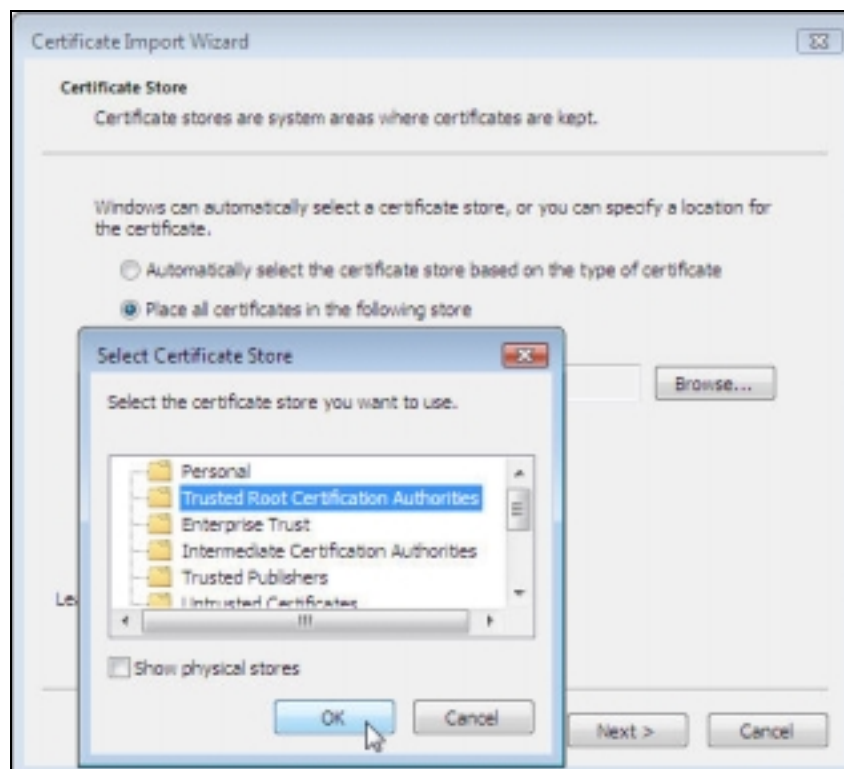 Certificate Import Wizard
Certificate Store
Certificate stores are system areas where certificates are kept.
Windows can automatically select a certificate store, or you can specify a location for
the certificate.
Automatically select the certificate store based on the type of certificate
Place all certificates in the following store
Select Certificate Store
Browse...
Select the certificate store you want to use.
Personal
Trusted Root Certification Authorities
Enterprise Trust
Intermediate Certification Authorities
Trusted Publishers
Untrusted Certificates
Show physical stores
OK
Cancel
Next >
Cancel